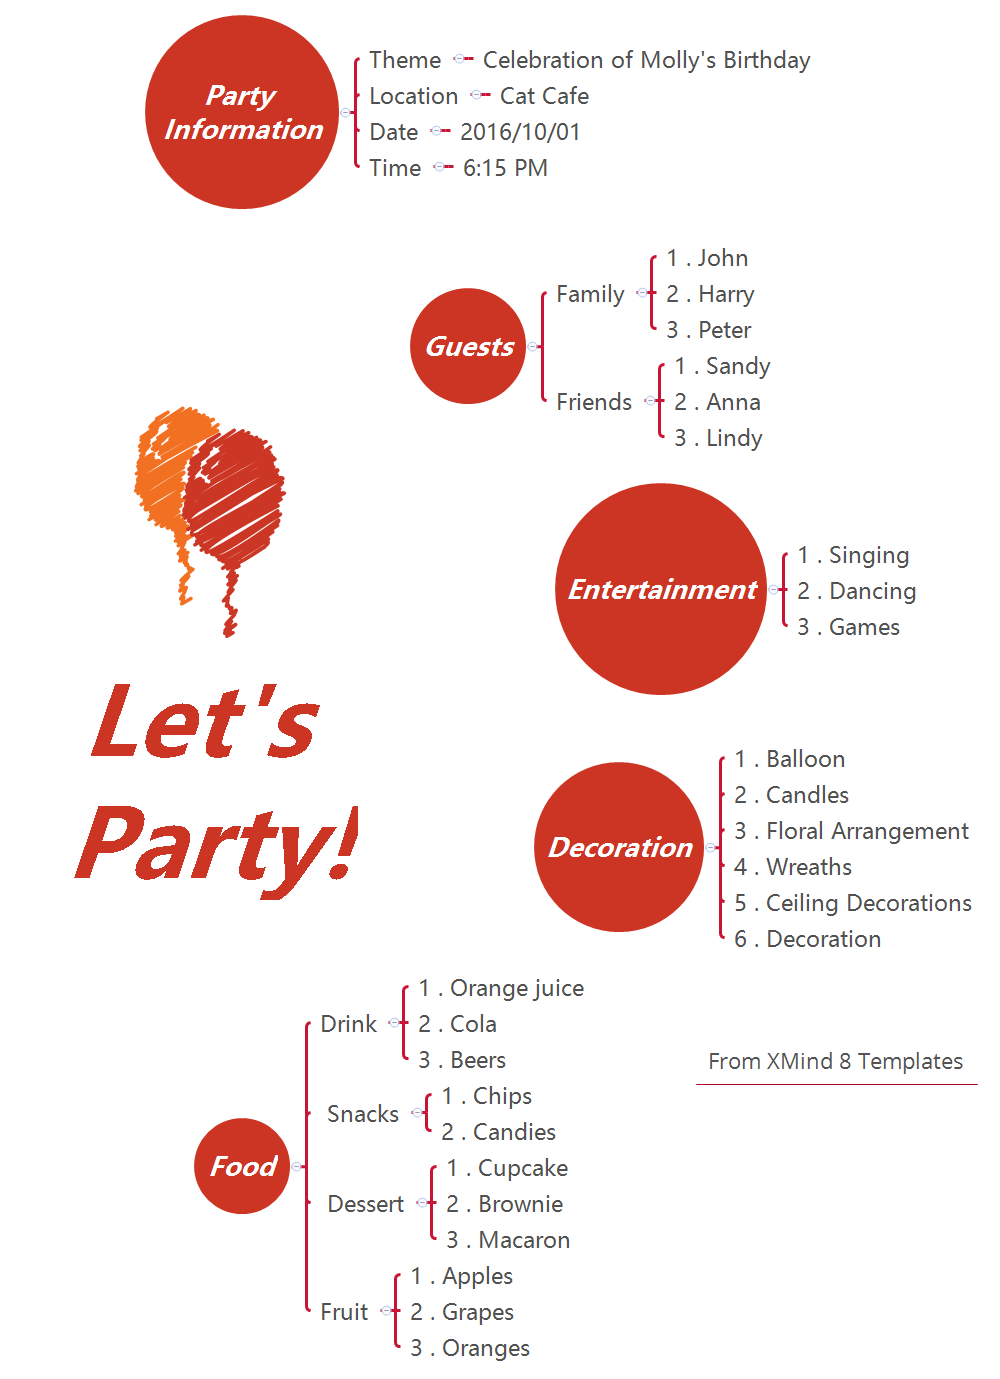 Party
Information
Theme
Celebration of Molly's Birthday
Location
Cat Cafe
Date
2016/10/01
Time
6:15 PM
Guests
Family
1 . John
2 . Harry
3 . Peter
Friends
1 . Sandy
2 . Anna
3 . Lindy
Entertainment
1 . Singing
2 . Dancing
3 . Games
Let's
Party!
Decoration
1 . Balloon
2 . Candles
3 . Floral Arrangement
4 . Wreaths
5 . Ceiling Decorations
6 . Decoration
Food
Drink
1 . Orange juice
2 . Cola
3 . Beers
Snacks
1 . Chips
2 . Candies
Dessert
1 . Cupcake
2 . Brownie
3 . Macaron
Fruit
1 . Apples
2 . Grapes
3 . Oranges
From XMind 8 Templates